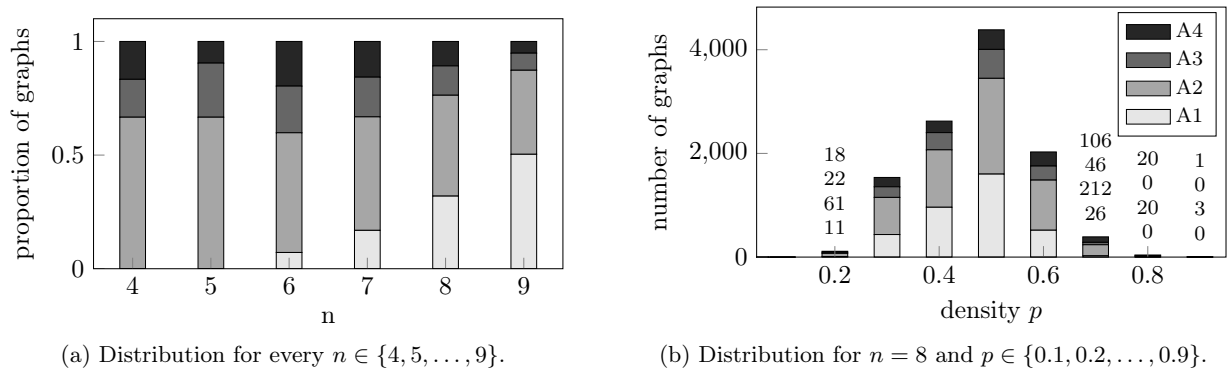 1
0.5
0
proportion of graphs
4 5 6 7 8 9
n
(a) Distribution for every n ∈ {4, 5, . . . , 9}.
4,000
2,000
0
number of graphs
A4
A3
A2
A1
18
22
61
11
106
46
212
26
20
0
20
0
1
0
3
0
0.2 0.4 0.6 0.8
density p
(b) Distribution for n = 8 and p ∈ {0.1, 0.2, . . . , 0.9}.